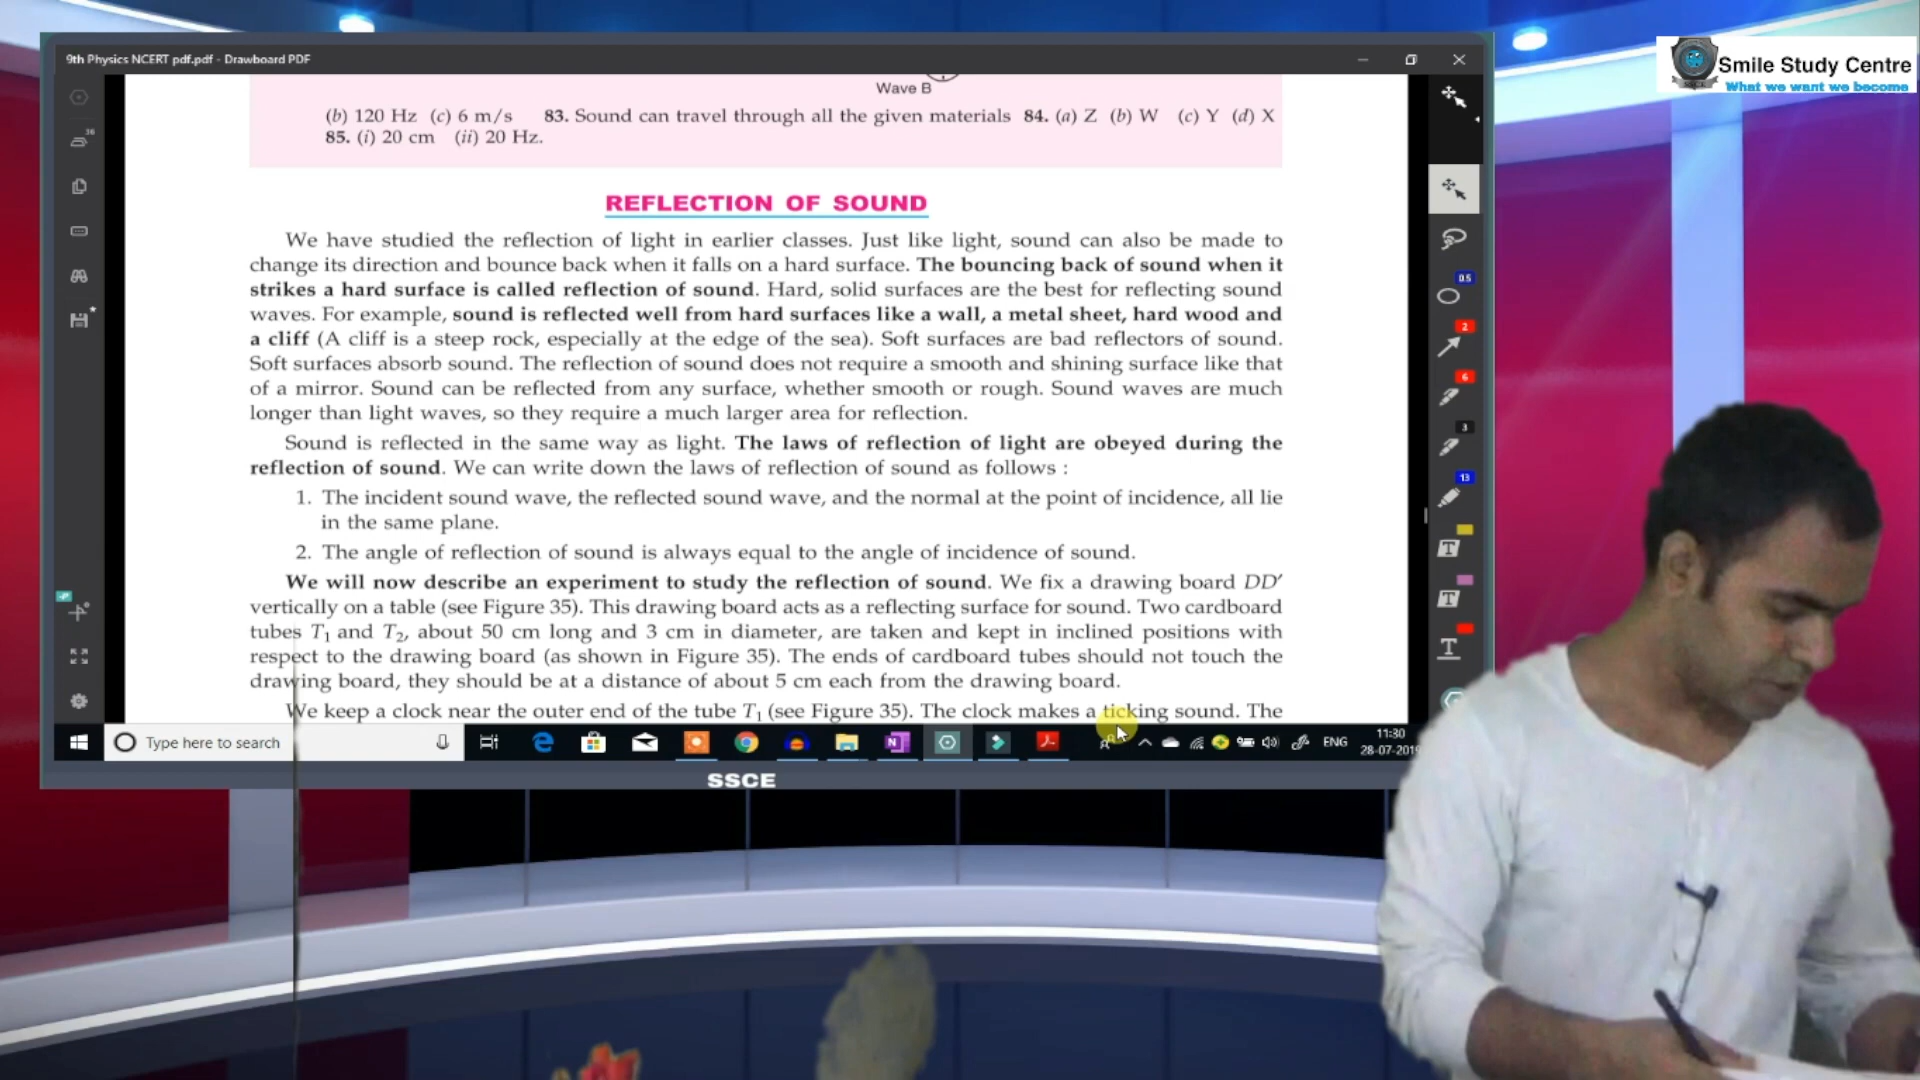 Smile Study Centre
What we want we become
9th Physics NCERT pdf.pdf - Drawboard PDF
Wave B
(b) 120 Hz (c) 6 m/s 83. Sound can travel through all the given materials 84. (a) Z (b) W (c) Y (d) X
85. (i) 20 cm (ii) 20 Hz.
REFLECTION OF SOUND
We have studied the reflection of light in earlier classes. Just like light, sound can also be made to
change its direction and bounce back when it falls on a hard surface. The bouncing back of sound when it
strikes a hard surface is called reflection of sound. Hard, solid surfaces are the best for reflecting sound
waves. For example, sound is reflected well from hard surfaces like a wall, a metal sheet, hard wood and
a cliff (A cliff is a steep rock, especially at the edge of the sea). Soft surfaces are bad reflectors of sound.
Soft surfaces absorb sound. The reflection of sound does not require a smooth and shining surface like that
of a mirror. Sound can be reflected from any surface, whether smooth or rough. Sound waves are much
longer than light waves, so they require a much larger area for reflection.
Sound is reflected in the same way as light. The laws of reflection of light are obeyed during the
reflection of sound. We can write down the laws of reflection of sound as follows :
1. The incident sound wave, the reflected sound wave, and the normal at the point of incidence, all lie
in the same plane.
2. The angle of reflection of sound is always equal to the angle of incidence of sound.
We will now describe an experiment to study the reflection of sound. We fix a drawing board DD′
vertically on a table (see Figure 35). This drawing board acts as a reflecting surface for sound. Two cardboard
tubes T1 and T2, about 50 cm long and 3 cm in diameter, are taken and kept in inclined positions with
respect to the drawing board (as shown in Figure 35). The ends of cardboard tubes should not touch the
drawing board, they should be at a distance of about 5 cm each from the drawing board.
We keep a clock near the outer end of the tube T1 (see Figure 35). The clock makes a ticking sound. The
36
0.5
2
6
3
13
T
T
T
Type here to search
N
ENG
11:30
28-07-2019
SSCE